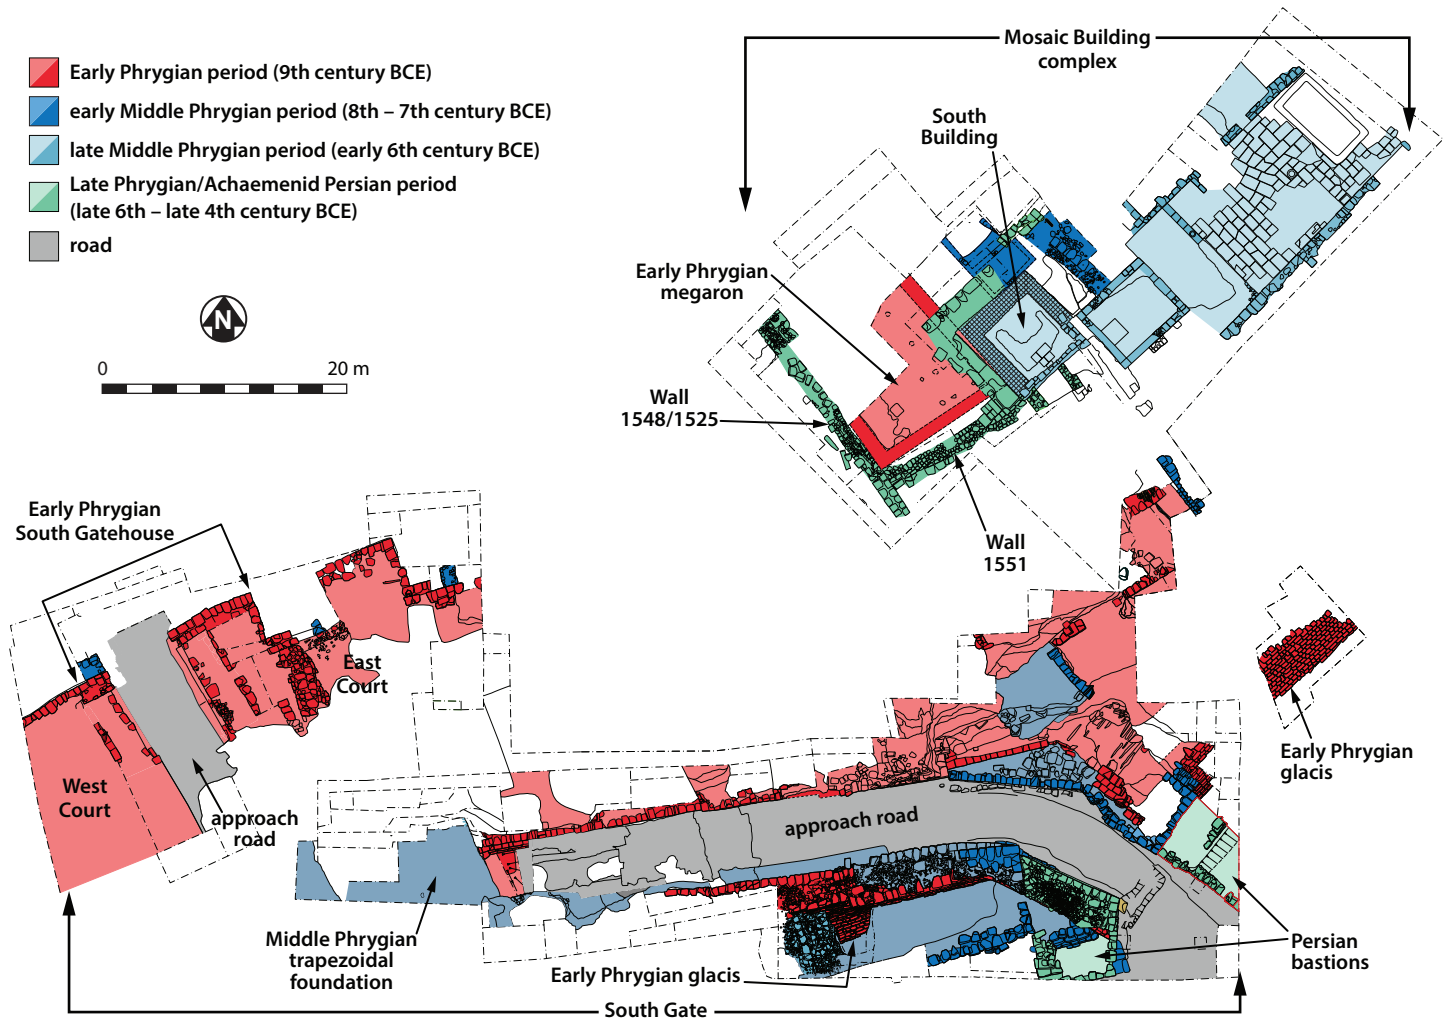 Early Phrygian period (9th century BCE)
early Middle Phrygian period (8th – 7th century BCE)
late Middle Phrygian period (early 6th century BCE)
Late Phrygian/Achaemenid Persian period
(late 6th – late 4th century BCE)
road
N
0 20 m
Mosaic Building
complex
South
Building
Early Phrygian
megaron
Wall
1548/1525
Wall
1551
Early Phrygian
South Gatehouse
East
Court
West
Court
approach
road
approach road
Early Phrygian
glacis
Middle Phrygian
trapezoidal
foundation
Early Phrygian glacis
Persian
bastions
South Gate